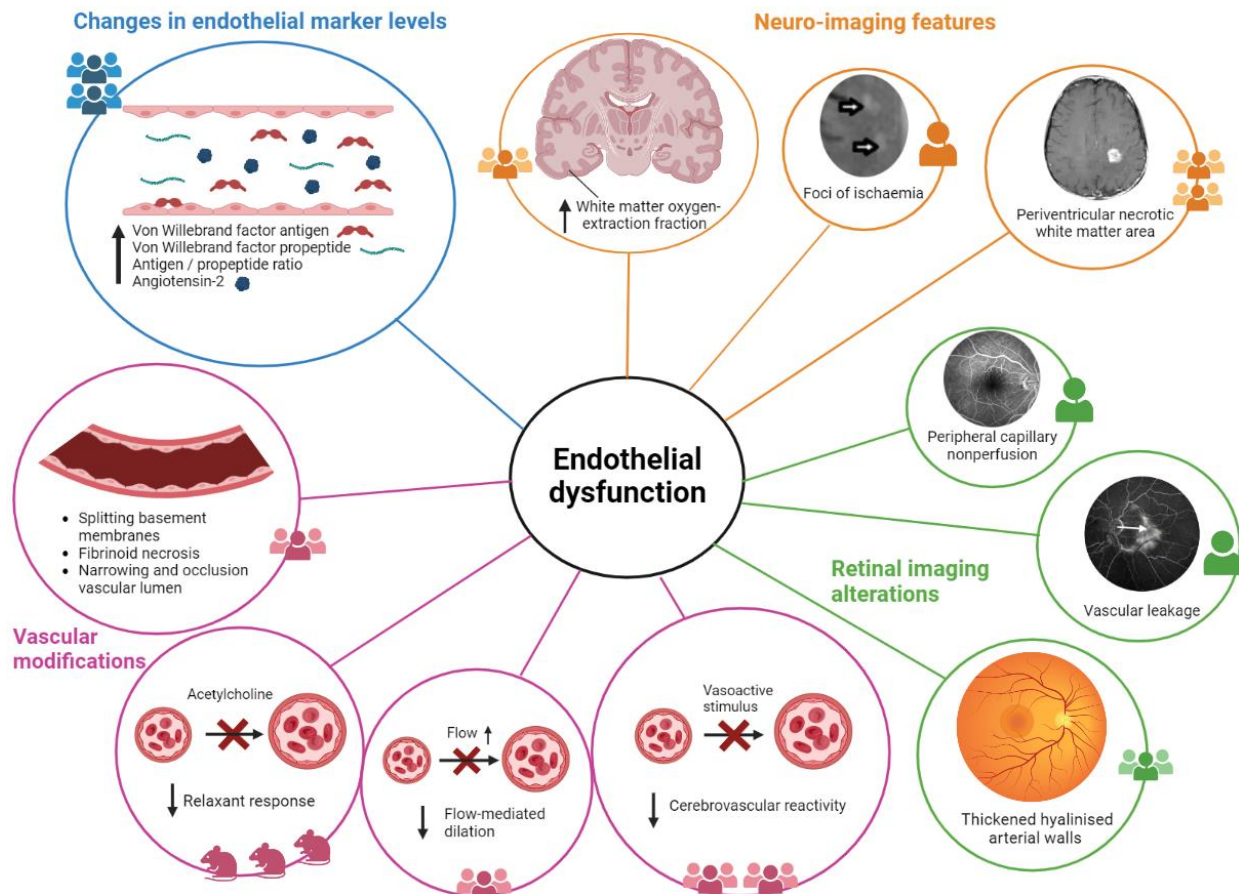 Changes in endothelial marker levels
Neuro-imaging features
Von Willebrand factor antigen
Von Willebrand factor propeptide
Antigen / propeptide ratio
Angiotensin-2
White matter oxygen-
extraction fraction
Foci of ischaemia
Periventricular necrotic
white matter area
Peripheral capillary
nonperfusion
Endothelial
dysfunction
• Splitting basement
membranes
• Fibrinoid necrosis
• Narrowing and occlusion
vascular lumen
Vascular leakage
Retinal imaging
alterations
Vascular
modifications
Acetylcholine
Relaxant response
Flow
Flow-mediated
dilation
Vasoactive
stimulus
Cerebrovascular reactivity
Thickened hyalinised
arterial walls